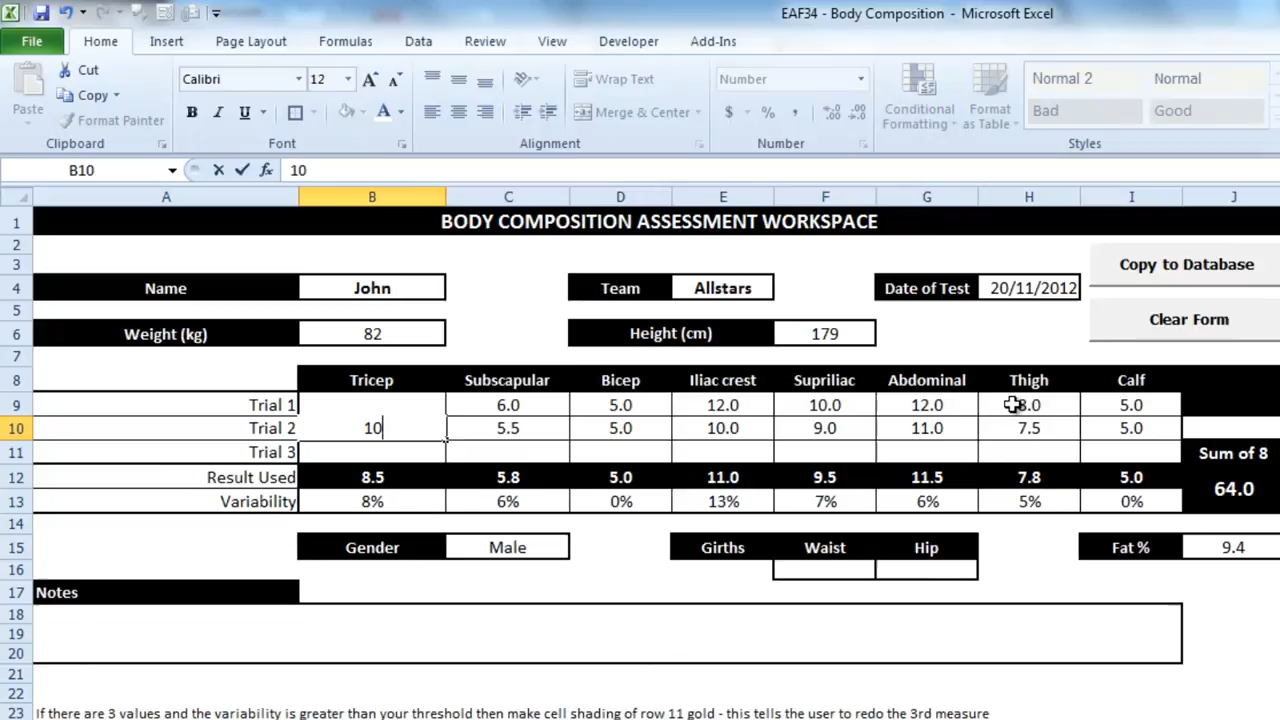 EAF34 - Body Composition - Microsoft Excel
File Home Insert Page Layout Formulas Data Review View Developer Add-Ins
Cut Calibri 12 A A Wrap Text Number Normal 2 Normal
Paste Copy Conditional Formatting Format as Table Bad Good
Format Painter B I U A Merge & Center $ % ,
Clipboard Font Alignment Number Styles
B10 fx 10
A B C D E F G H I J
1 BODY COMPOSITION ASSESSMENT WORKSPACE
2
3 Copy to Database
4 Name John Team Allstars Date of Test 20/11/2012
5 Clear Form
6 Weight (kg) 82 Height (cm) 179
7
8 Tricep Subscapular Bicep Iliac crest Supriliac Abdominal Thigh Calf
9 Trial 1 6.0 5.0 12.0 10.0 12.0 8.0 5.0
10 Trial 2 10 5.5 5.0 10.0 9.0 11.0 7.5 5.0
11 Trial 3 Sum of 8
12 Result Used 8.5 5.8 5.0 11.0 9.5 11.5 7.8 5.0 64.0
13 Variability 8% 6% 0% 13% 7% 6% 5% 0%
14
15 Gender Male Girths Waist Hip Fat % 9.4
16
17 Notes
18
19
20
21
22
23 If there are 3 values and the variability is greater than your threshold then make cell shading of row 11 gold - this tells the user to redo the 3rd measure